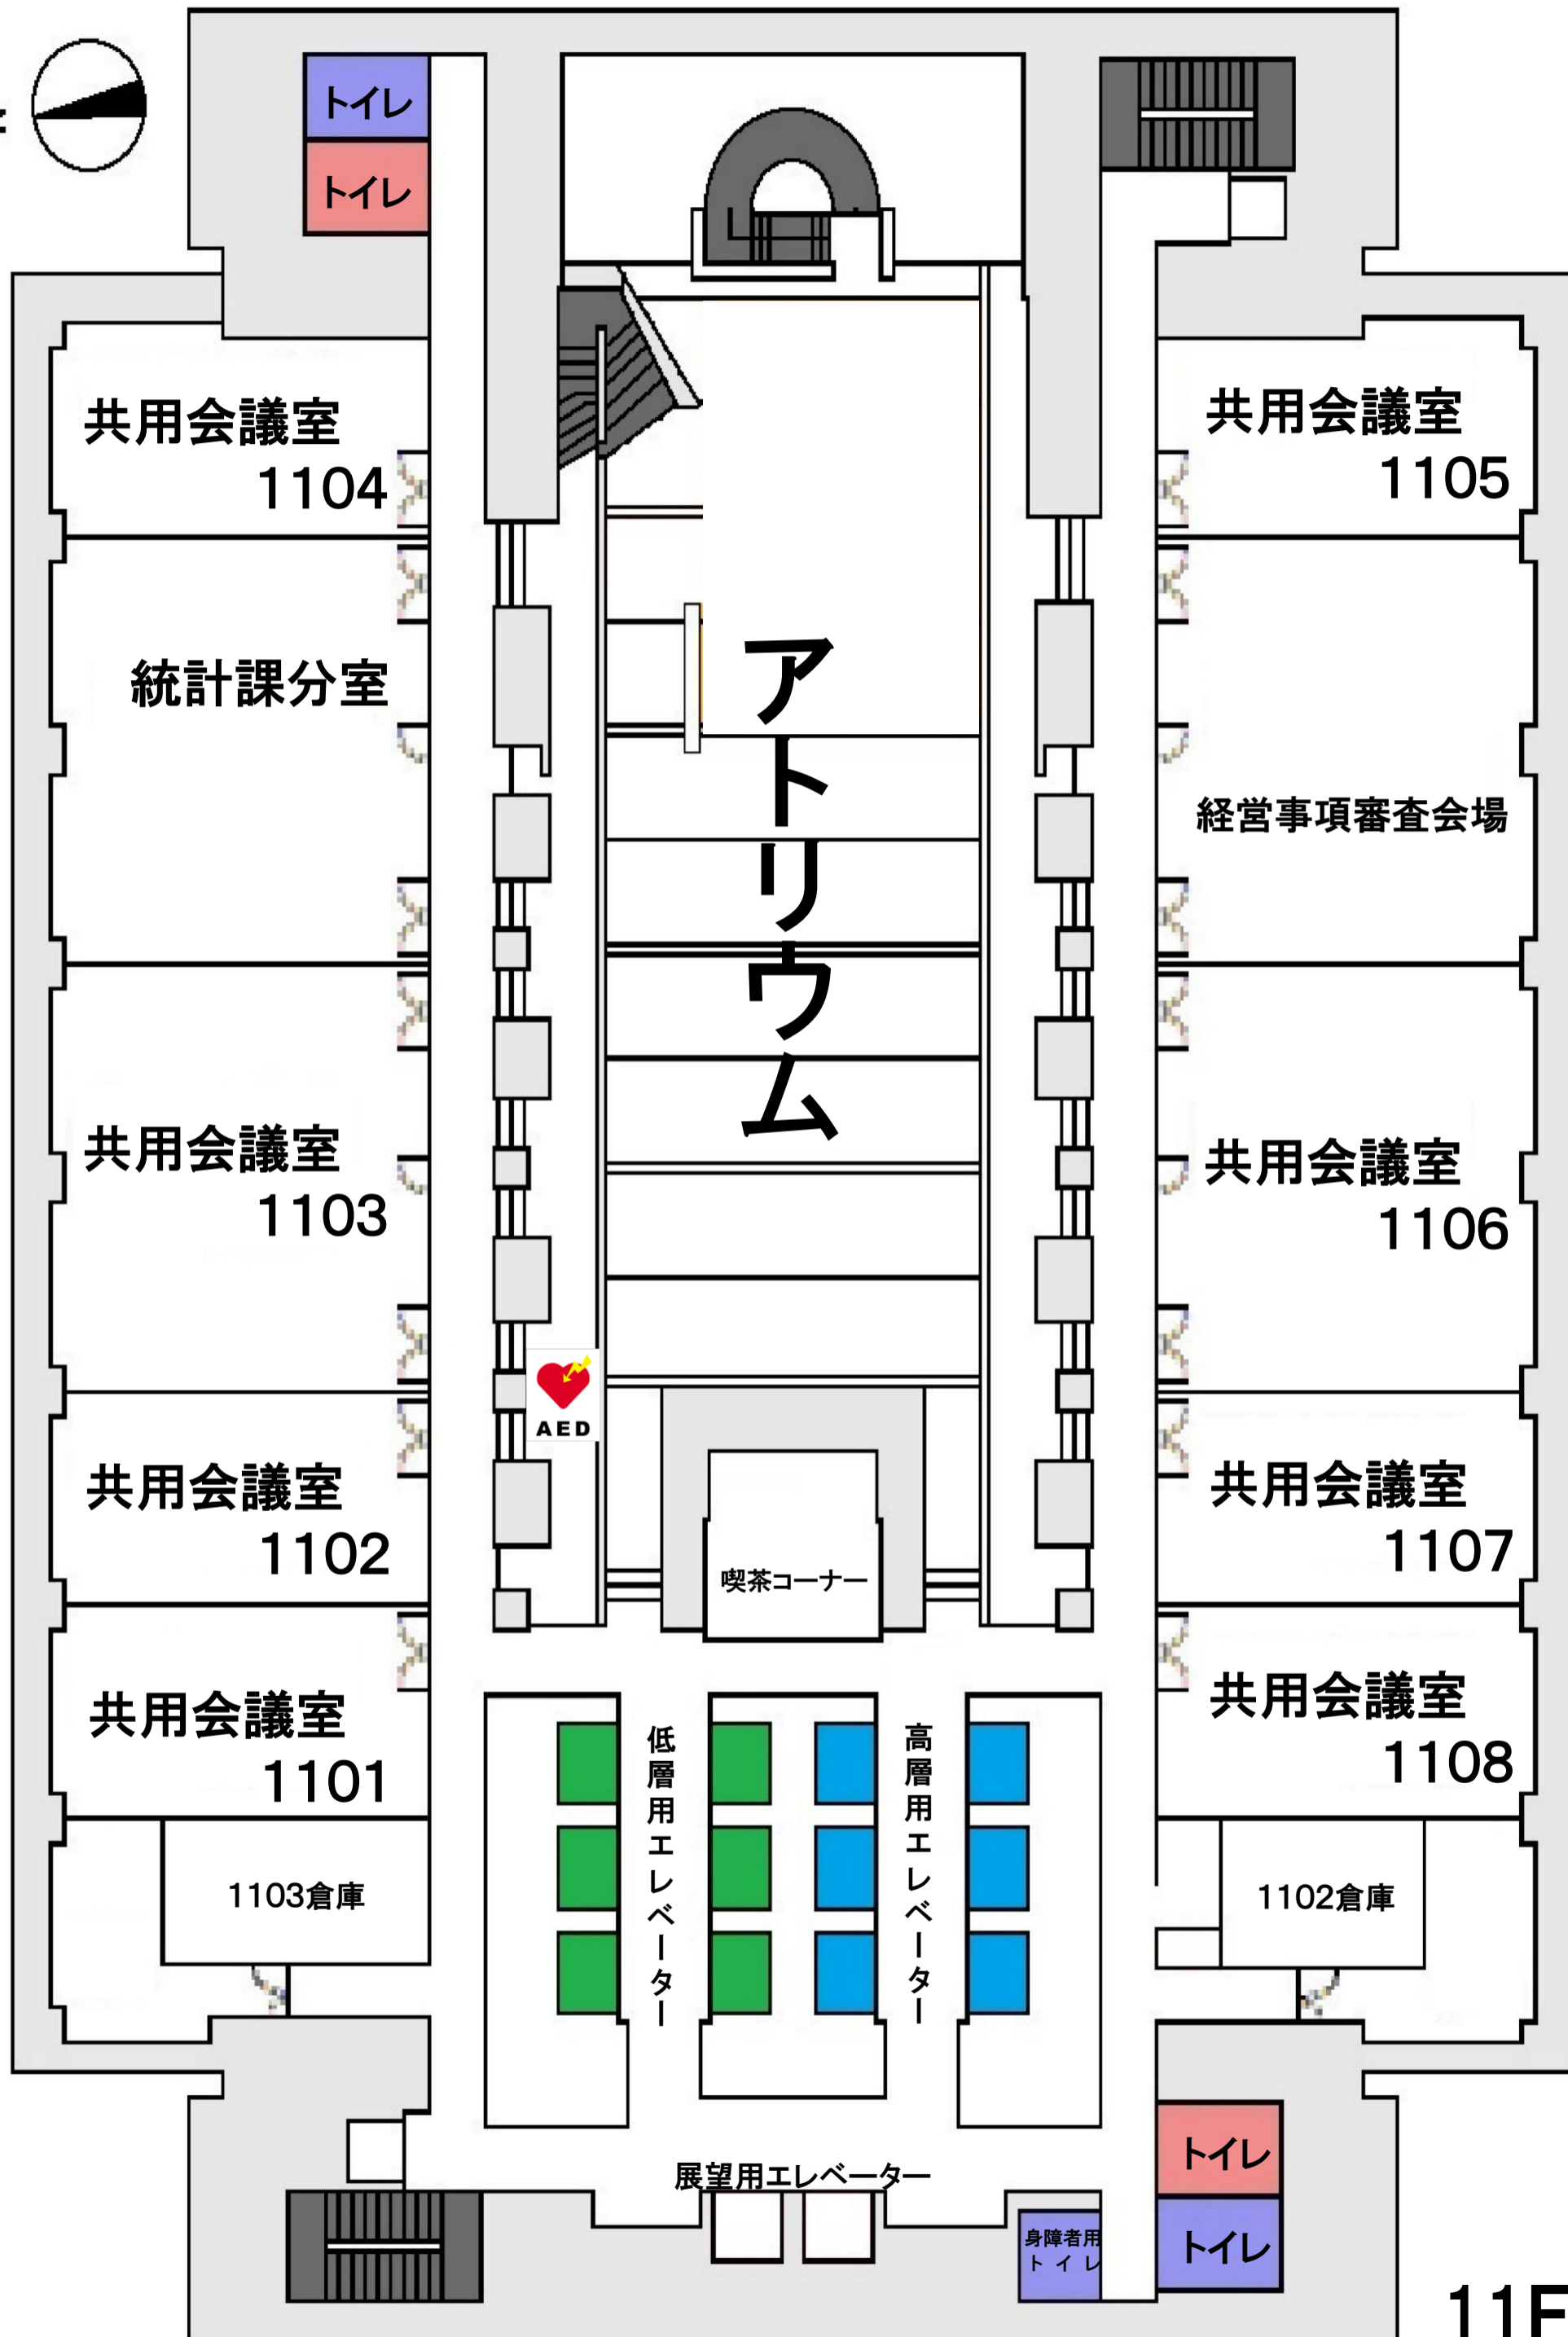 トイレ
トイレ
共用会議室
1104
共用会議室
1105
統計課分室
経営事項審査会場
アトリウム
共用会議室
1103
共用会議室
1106
AED
共用会議室
1102
共用会議室
1107
喫茶コーナー
共用会議室
1101
共用会議室
1108
低層用エレベーター
高層用エレベーター
1103倉庫
1102倉庫
展望用エレベーター
トイレ
トイレ
身障者用
トイレ
11F